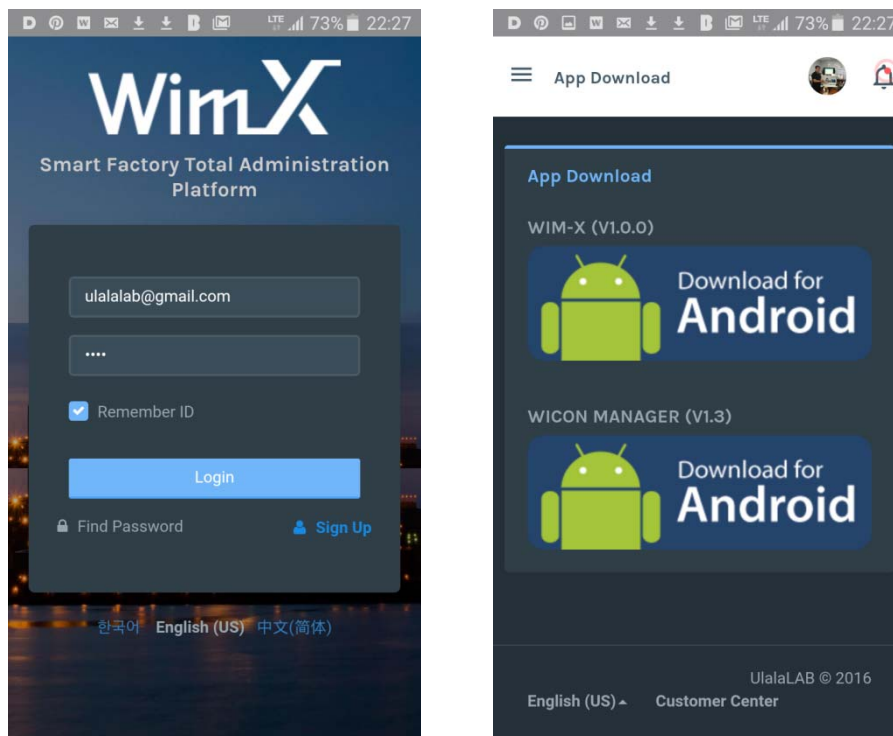 LTE 73% 22:27
WimX
Smart Factory Total Administration
Platform
ulalalab@gmail.com
••••
Remember ID
Login
Find Password
Sign Up
한국어 English (US) 中文(简体)
LTE 73% 22:27
App Download
App Download
WIM-X (V1.0.0)
Download for
Android
WICON MANAGER (V1.3)
Download for
Android
UlalaLAB © 2016
English (US) Customer Center